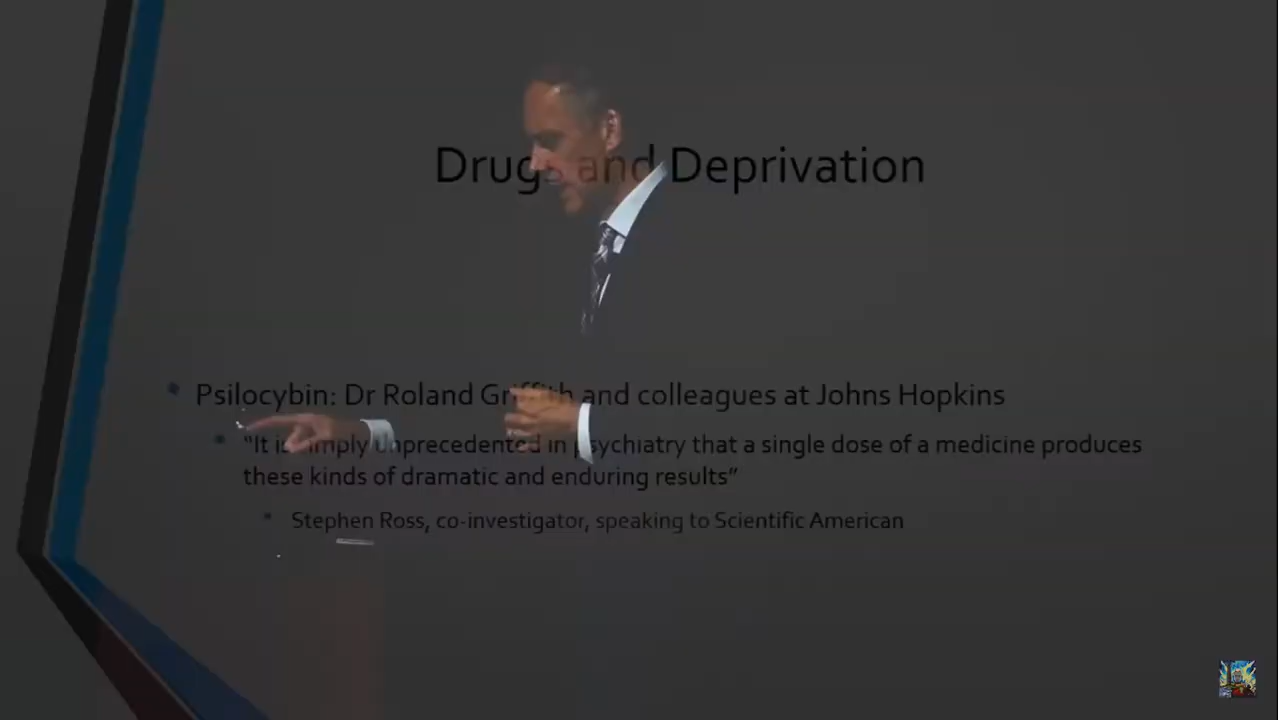 Drugs and Deprivation
Psilocybin: Dr Roland Griffith and colleagues at Johns Hopkins
"It is simply unprecedented in psychiatry that a single dose of a medicine produces
these kinds of dramatic and enduring results"
Stephen Ross, co-investigator, speaking to Scientific American